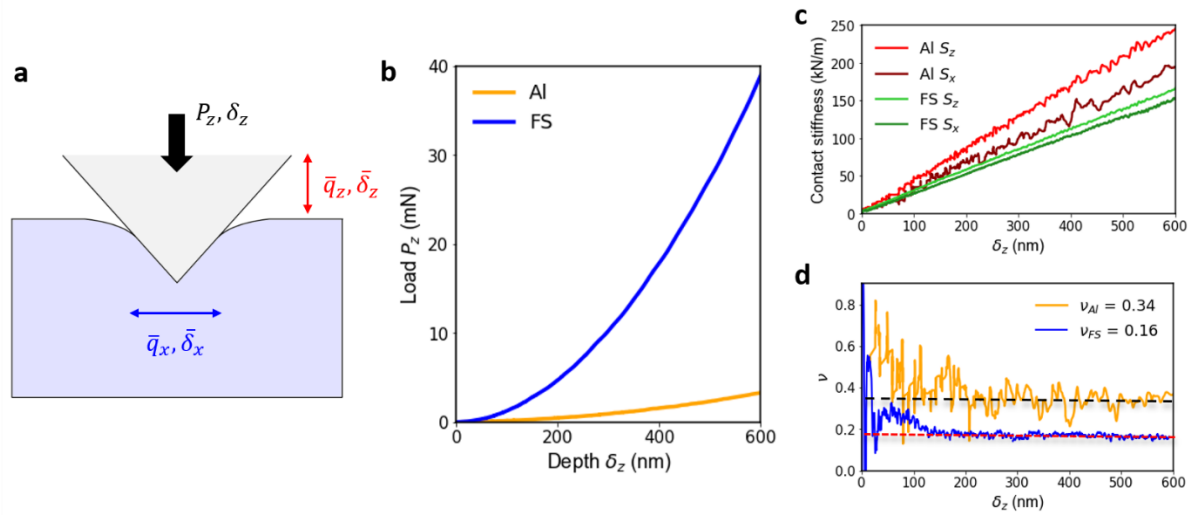 a
P_z, δ_z
q̄_z, δ̄_z
q̄_x, δ̄_x
b
40
30
20
10
0
Load P_z (mN)
Al
FS
0 200 400 600
Depth δ_z (nm)
c
250
200
150
100
50
0
Contact stiffness (kN/m)
Al S_z
Al S_x
FS S_z
FS S_x
0 100 200 300 400 500 600
δ_z (nm)
d
0.8
0.6
0.4
0.2
0.0
ν
ν_Al = 0.34
ν_FS = 0.16
0 100 200 300 400 500 600
δ_z (nm)